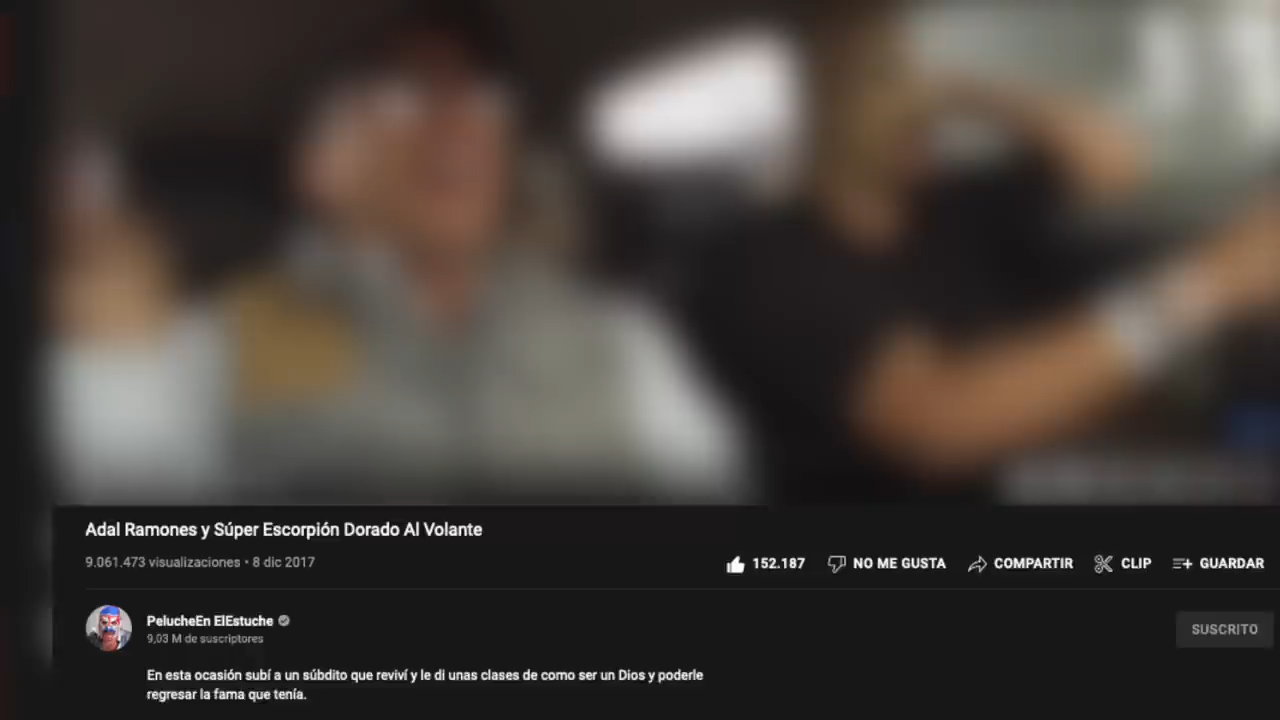 Adal Ramones y Súper Escorpión Dorado Al Volante
9.061.473 visualizaciones • 8 dic 2017
152.187 NO ME GUSTA COMPARTIR CLIP GUARDAR
PelucheEn ElEstuche
9,03 M de suscriptores
SUSCRITO
En esta ocasión subí a un súbdito que reviví y le di unas clases de como ser un Dios y poderle
regresar la fama que tenía.